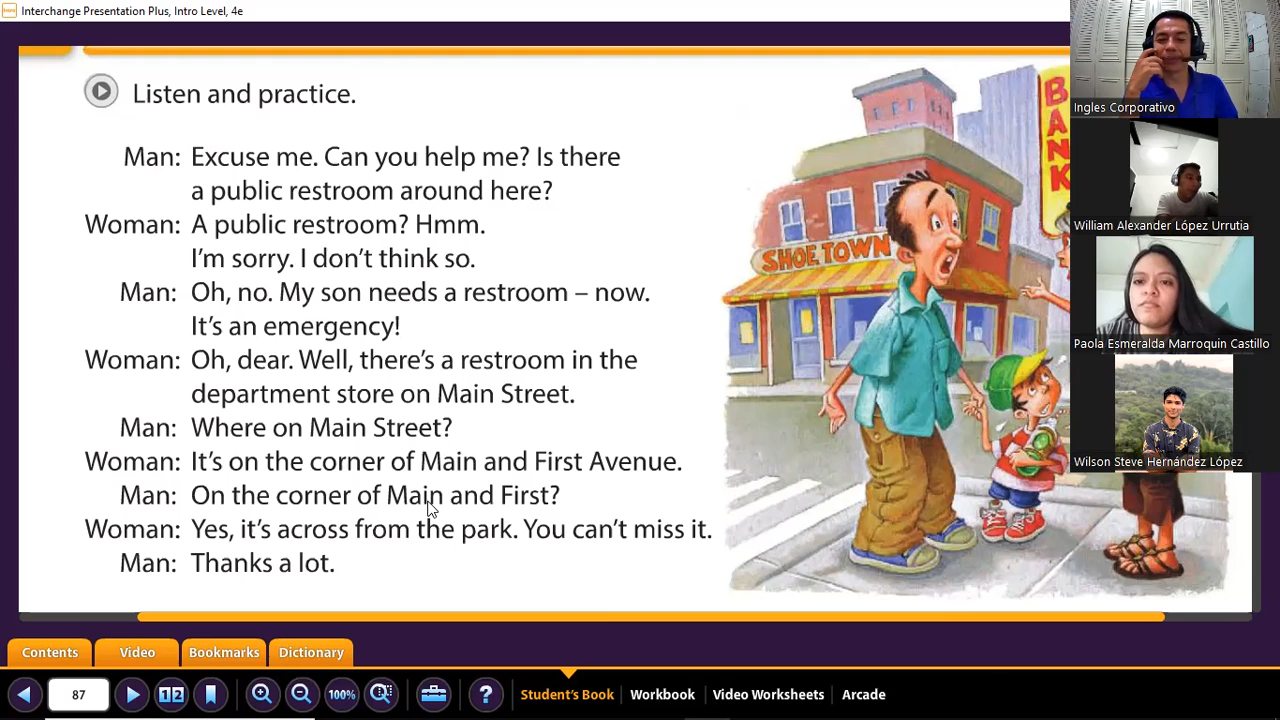 Interchange Presentation Plus, Intro Level, 4e
Listen and practice.
Man: Excuse me. Can you help me? Is there
a public restroom around here?
Woman: A public restroom? Hmm.
I'm sorry. I don't think so.
Man: Oh, no. My son needs a restroom – now.
It's an emergency!
Woman: Oh, dear. Well, there's a restroom in the
department store on Main Street.
Man: Where on Main Street?
Woman: It's on the corner of Main and First Avenue.
Man: On the corner of Main and First?
Woman: Yes, it's across from the park. You can't miss it.
Man: Thanks a lot.
SHOE TOWN
BANK
Ingles Corporativo
William Alexander López Urrutia
Paola Esmeralda Marroquin Castillo
Wilson Steve Hernández López
Contents Video Bookmarks Dictionary
87 1 2 100% ? Student's Book Workbook Video Worksheets Arcade